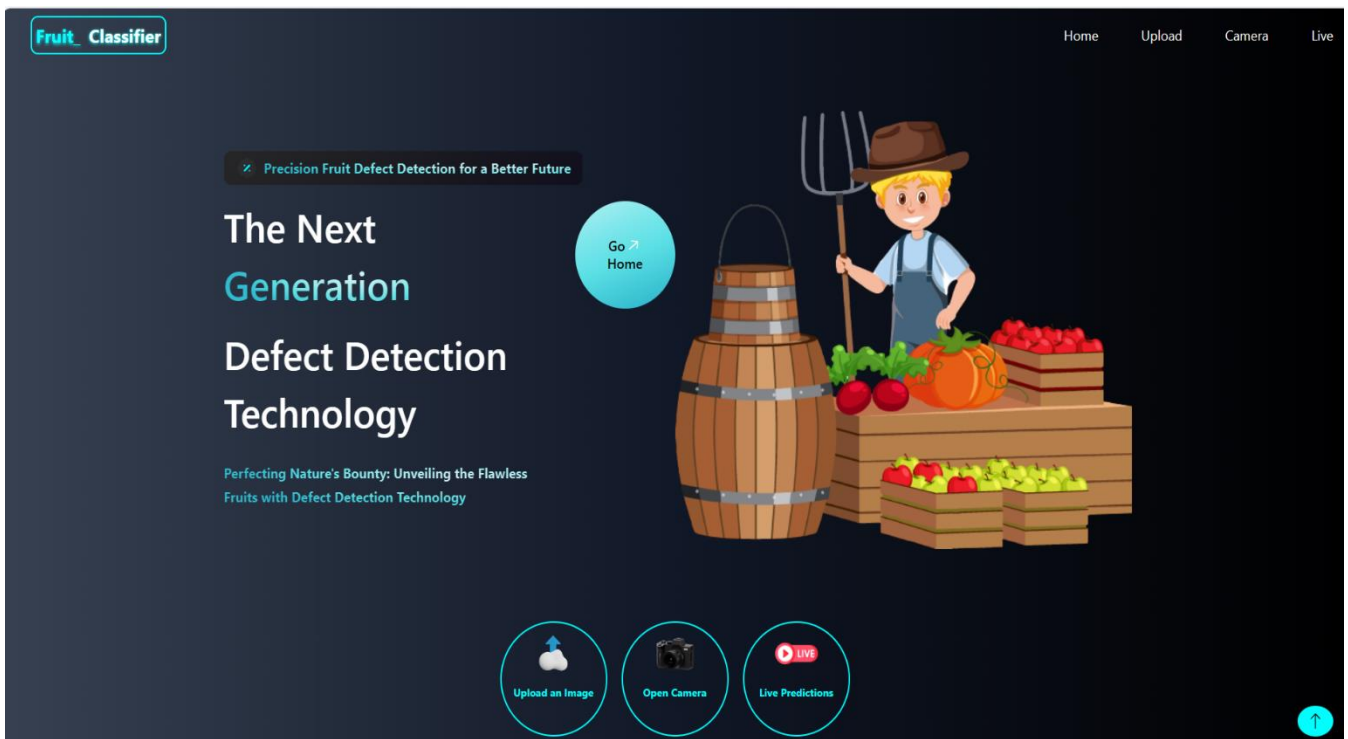 Fruit_ Classifier
Home Upload Camera Live
Precision Fruit Defect Detection for a Better Future
The Next
Generation
Defect Detection
Technology
Go
Home
Perfecting Nature's Bounty: Unveiling the Flawless
Fruits with Defect Detection Technology
LIVE
Upload an Image
Open Camera
Live Predictions